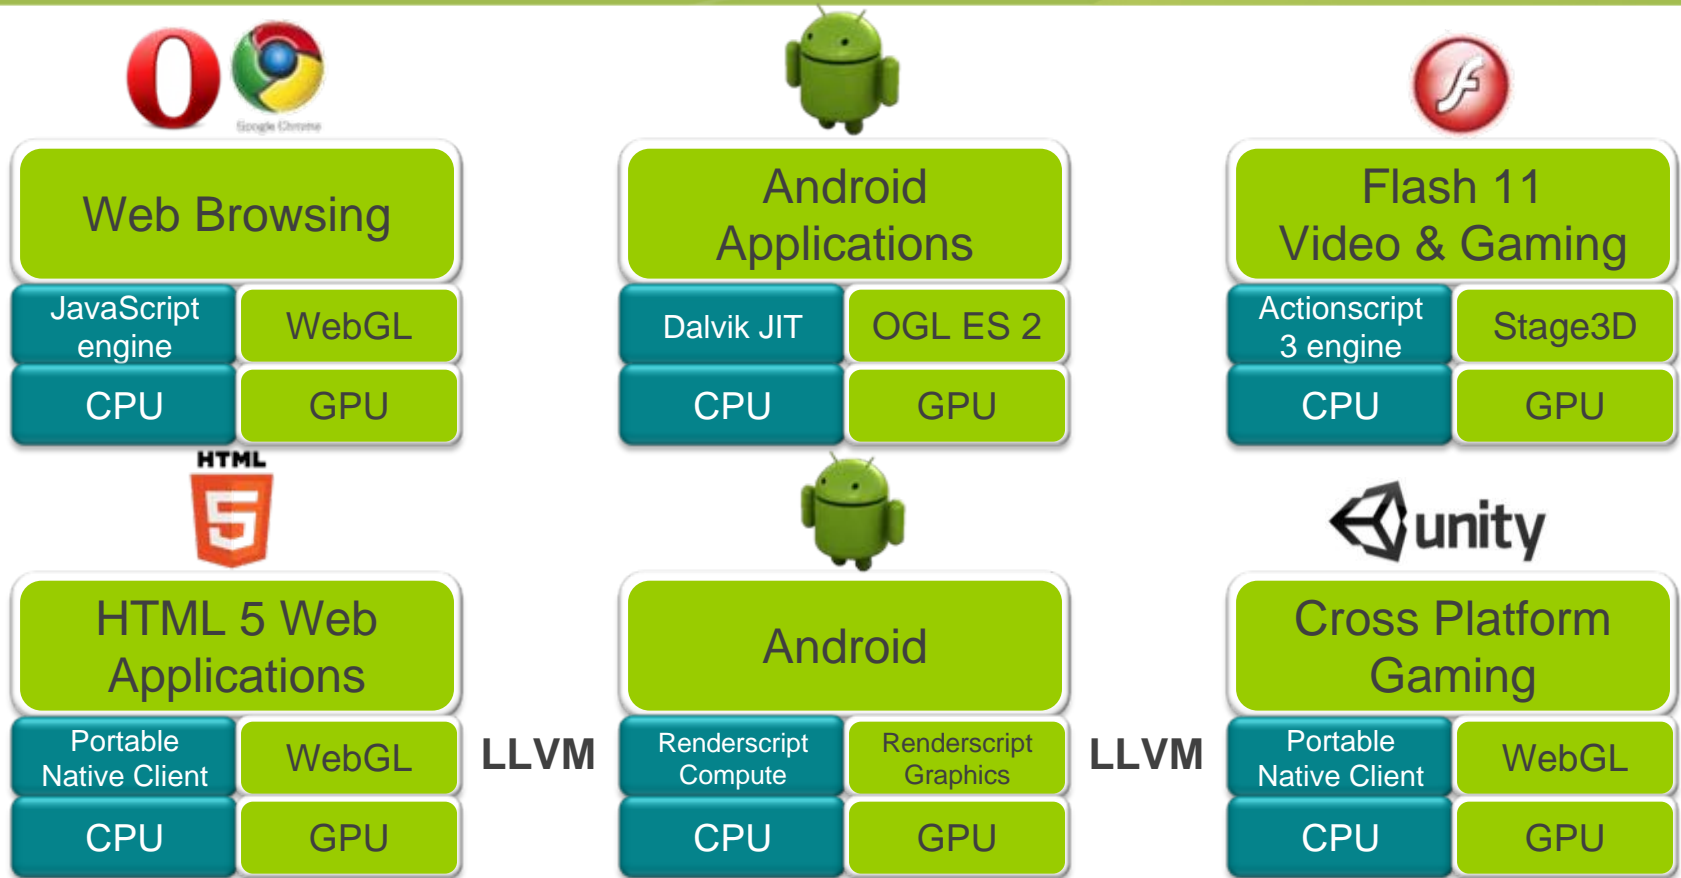 Google Chrome
Web Browsing
JavaScript
engine
WebGL
CPU
GPU
Android
Applications
Dalvik JIT
OGL ES 2
CPU
GPU
Flash 11
Video & Gaming
Actionscript
3 engine
Stage3D
CPU
GPU
HTML
5
HTML 5 Web
Applications
Portable
Native Client
WebGL
CPU
GPU
LLVM
Android
Renderscript
Compute
Renderscript
Graphics
CPU
GPU
LLVM
unity
Cross Platform
Gaming
Portable
Native Client
WebGL
CPU
GPU